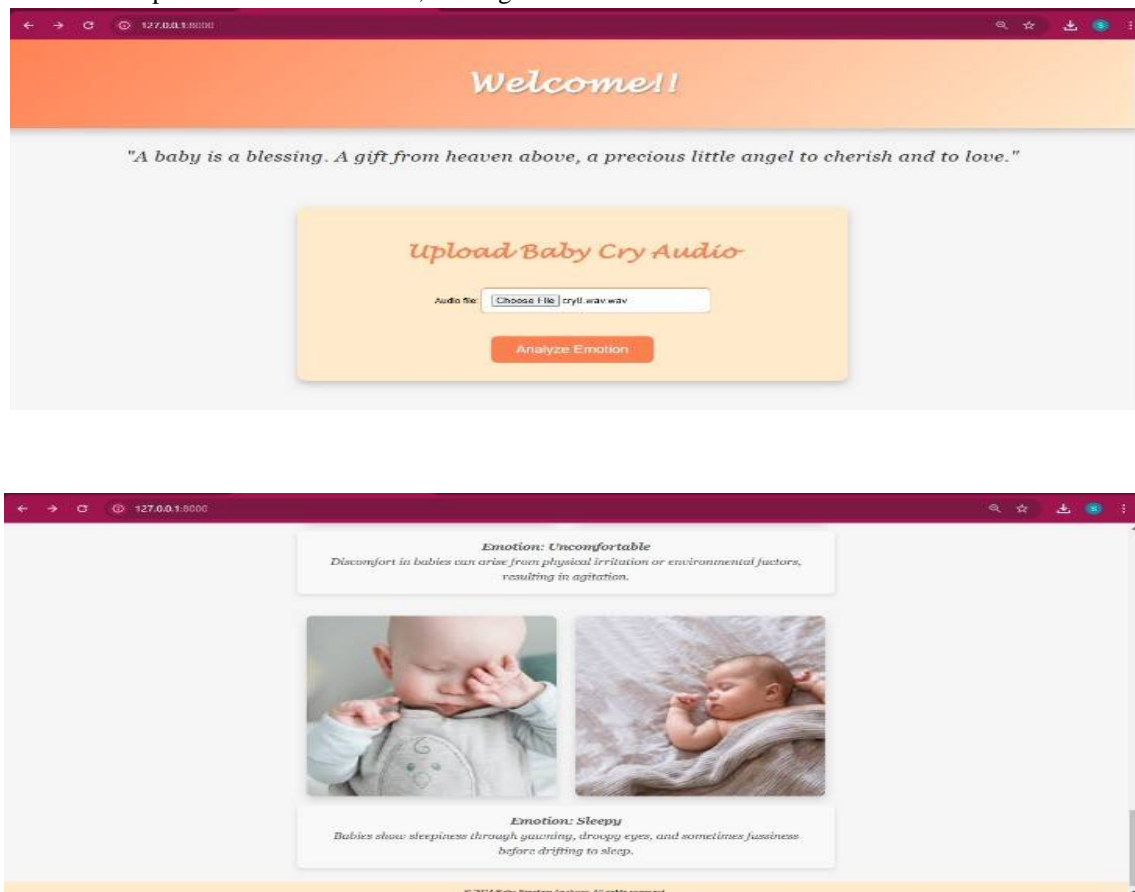 127.0.0.1:8000
Welcome!!
"A baby is a blessing. A gift from heaven above, a precious little angel to cherish and to love."
Upload Baby Cry Audio
Audio file: Choose File
Analyze Emotion
127.0.0.1:8000
Emotion: Uncomfortable
Discomfort in babies can arise from physical irritation or environmental factors,
resulting in agitation.
Emotion: Sleepy
Babies show sleepiness through yawning, droopy eyes, and sometimes fussiness
before drifting to sleep.